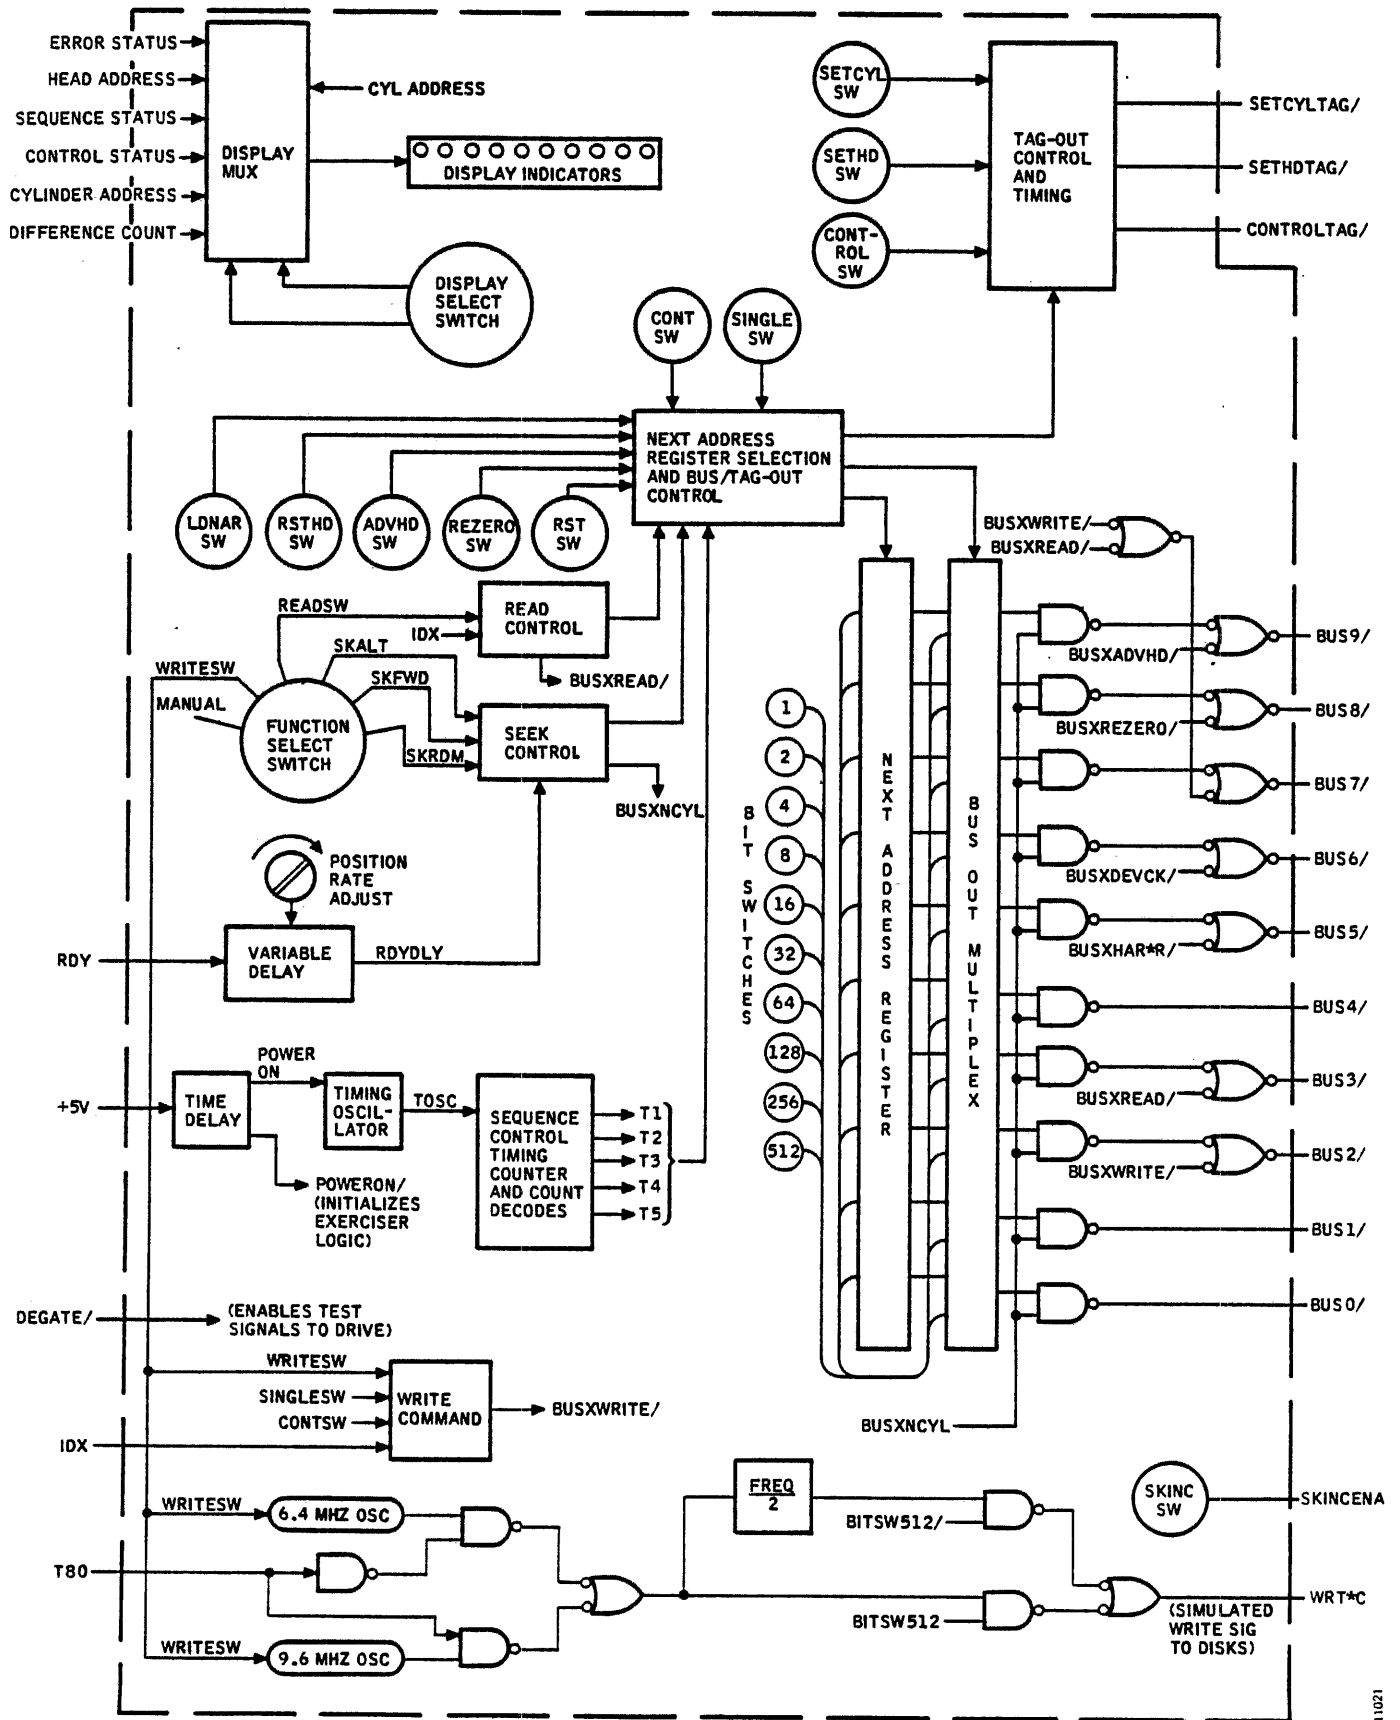 ERROR STATUS
HEAD ADDRESS
SEQUENCE STATUS
CONTROL STATUS
CYLINDER ADDRESS
DIFFERENCE COUNT
DISPLAY
MUX
CYL ADDRESS
DISPLAY INDICATORS
DISPLAY
SELECT
SWITCH
SETCYL
SW
SETHD
SW
CONT-
ROL
SW
TAG-OUT
CONTROL
AND
TIMING
SETCYLTAG/
SETHDTAG/
CONTROLTAG/
CONT
SW
SINGLE
SW
NEXT ADDRESS
REGISTER SELECTION
AND BUS/TAG-OUT
CONTROL
LDNAR
SW
RSTHD
SW
ADVHD
SW
REZERO
SW
RST
SW
READSW
IDX
READ
CONTROL
BUSXREAD/
SKALT
SKFWD
SKRDM
WRITESW
MANUAL
FUNCTION
SELECT
SWITCH
SEEK
CONTROL
BUSXNCYL
POSITION
RATE
ADJUST
RDY
VARIABLE
DELAY
RDYDLY
+5V
TIME
DELAY
POWER
ON
TIMING
OSCIL-
LATOR
TOSC
SEQUENCE
CONTROL
TIMING
COUNTER
AND COUNT
DECODES
T1
T2
T3
T4
T5
POWERON/
(INITIALIZES
EXERCISER
LOGIC)
BIT SWITCHES
1
2
4
8
16
32
64
128
256
512
NEXT ADDRESS REGISTER
BUS OUT MULTIPLEX
BUSXWRITE/
BUSXREAD/
BUSXADVHD/
BUS9/
BUSXREZERO/
BUS8/
BUS7/
BUSXDEVCK/
BUS6/
BUSXHAR*R/
BUS5/
BUS4/
BUSXREAD/
BUS3/
BUSXWRITE/
BUS2/
BUS1/
BUS0/
BUSXNCYL
DEGATE/
(ENABLES TEST
SIGNALS TO DRIVE)
WRITESW
SINGLESW
CONTSW
IDX
WRITE
COMMAND
BUSXWRITE/
WRITESW
6.4 MHZ OSC
T80
WRITESW
9.6 MHZ OSC
FREQ
2
BITSW512/
BITSW512
SKINC
SW
SKINCENA
WRT*C
(SIMULATED
WRITE SIG
TO DISKS)
11021